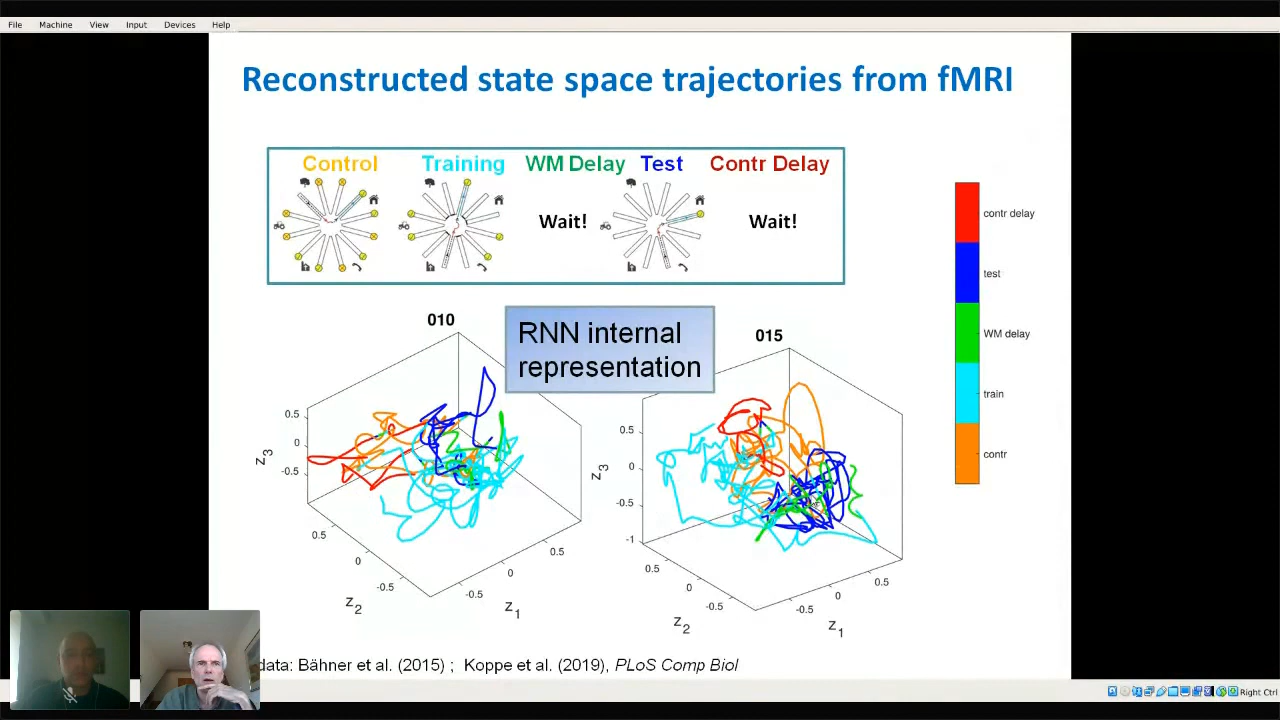 File Machine View Input Devices Help
Reconstructed state space trajectories from fMRI
Control Training WM Delay Test Contr Delay
Wait! Wait!
RNN internal
representation
010
0.5
0
-0.5
z3
0.5
0
-0.5
z2
-0.5
0
0.5
z1
015
0.5
0
-0.5
-1
z3
0.5
0
-0.5
z2
-0.5
0
0.5
z1
contr delay
test
WM delay
train
contr
data: Bähner et al. (2015) ; Koppe et al. (2019), PLoS Comp Biol
Right Ctrl